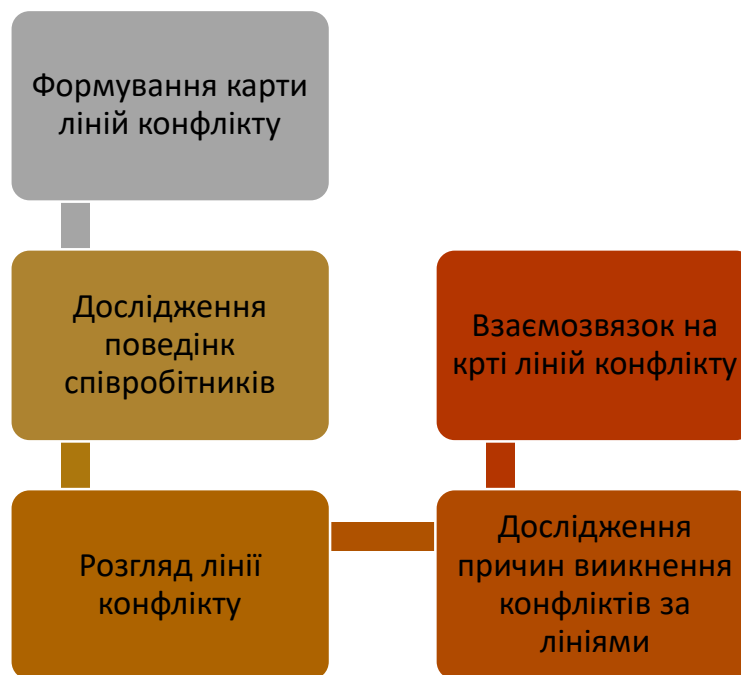 Формування карти
ліній конфлікту
Дослідження
поведінк
співробітників
Розгляд лінії
конфлікту
Дослідження
причин виикнення
конфліктів за
лініями
Взаємозвязок на
крті ліній конфлікту